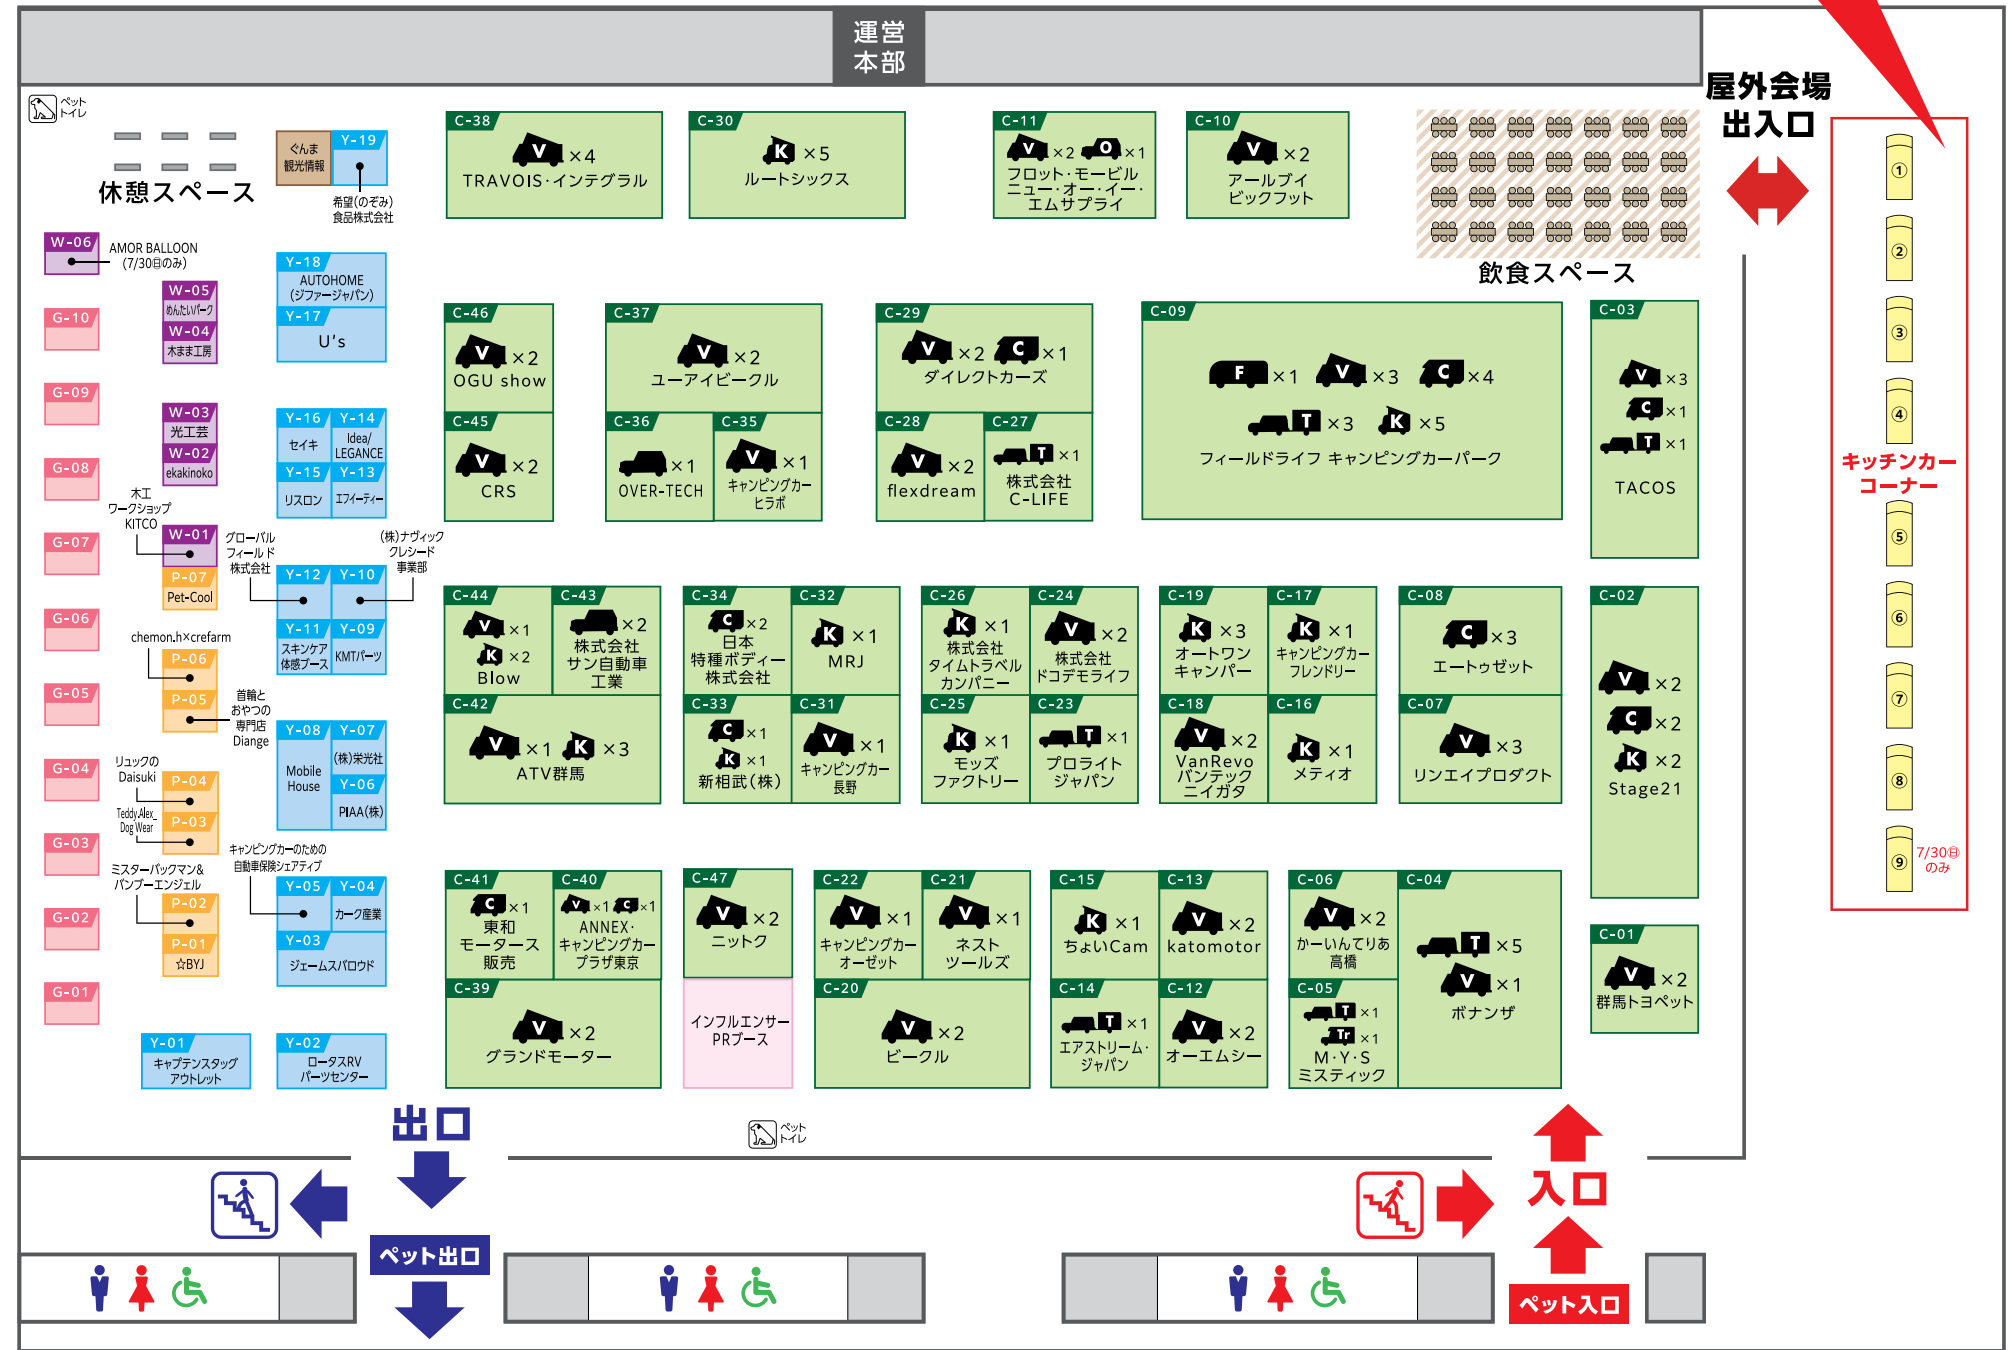 運営
本部
ペット
トイレ
休憩スペース
ぐんま
観光情報
Y-19
希望(のぞみ)
食品株式会社
C-38
V ×4
TRAVOIS・インテグラル
C-30
K ×5
ルートシックス
C-11
V ×2 O ×1
フロット・モービル
ニュー・オー・イー・
エムサプライ
C-10
V ×2
アールブイ
ビックフット
飲食スペース
屋外会場
出入口
キッチンカー
コーナー
①
②
③
④
⑤
⑥
⑦
⑧
⑨
7/30㊐
のみ
W-06
AMOR BALLOON
(7/30㊐のみ)
W-05
めんたいパーク
W-04
木まま工房
W-03
光工芸
W-02
ekakinoko
木工
ワークショップ
KITCO
W-01
P-07
Pet-Cool
chemon.h×crefarm
P-06
P-05
首輪と
おやつの
専門店
Diange
リュックの
Daisuki
P-04
Teddy.Alex_
Dog Wear
P-03
ミスターバックマン&
バンブーエンジェル
P-02
P-01
☆BYJ
G-10
G-09
G-08
G-07
G-06
G-05
G-04
G-03
G-02
G-01
Y-18
AUTOHOME
(ジファージャパン)
Y-17
U's
Y-16
セイキ
Y-14
Idea/
LEGANCE
Y-15
リスロン
Y-13
エフイーティー
グローバル
フィールド
株式会社
(株)ナヴィック
クレシード
事業部
Y-12
Y-10
Y-11
スキンケア
体感ブース
Y-09
KMTパーツ
Y-08
Mobile
House
Y-07
(株)栄光社
Y-06
PIAA(株)
キャンピングカーのための
自動車保険シェアティブ
Y-05
Y-04
カーク産業
Y-03
ジェームスバロウド
Y-01
キャプテンスタッグ
アウトレット
Y-02
ロータスRV
パーツセンター
C-46
V ×2
OGU show
C-45
V ×2
CRS
C-37
V ×2
ユーアイビークル
C-36
×1
OVER-TECH
C-35
V ×1
キャンピングカー
ヒラボ
C-29
V ×2 C ×1
ダイレクトカーズ
C-28
V ×2
flexdream
C-27
T ×1
株式会社
C-LIFE
C-09
F ×1 V ×3 C ×4
T ×3 K ×5
フィールドライフ キャンピングカーパーク
C-03
V ×3
C ×1
T ×1
TACOS
C-44
V ×1
K ×2
Blow
C-43
×2
株式会社
サン自動車
工業
C-42
V ×1 K ×3
ATV群馬
C-34
C ×2
日本
特種ボディー
株式会社
C-32
K ×1
MRJ
C-33
C ×1
K ×1
新相武(株)
C-31
V ×1
キャンピングカー
長野
C-26
K ×1
株式会社
タイムトラベル
カンパニー
C-24
V ×2
株式会社
ドコデモライフ
C-25
K ×1
モッズ
ファクトリー
C-23
T ×1
プロライト
ジャパン
C-19
K ×3
オートワン
キャンパー
C-17
K ×1
キャンピングカー
フレンドリー
C-18
V ×2
VanRevo
バンテック
ニイガタ
C-16
K ×1
メティオ
C-08
C ×3
エートゥゼット
C-07
V ×3
リンエイプロダクト
C-02
V ×2
C ×2
K ×2
Stage21
C-41
C ×1
東和
モータース
販売
C-40
V ×1 C ×1
ANNEX・
キャンピングカー
プラザ東京
C-39
V ×2
グランドモーター
C-47
V ×2
ニットク
インフルエンサー
PRブース
C-22
V ×1
キャンピングカー
オーゼット
C-21
V ×1
ネスト
ツールズ
C-20
V ×2
ビークル
C-15
K ×1
ちょいCam
C-13
V ×2
katomotor
C-14
T ×1
エアストリーム・
ジャパン
C-12
V ×2
オーエムシー
C-06
V ×2
かーいんてりあ
高橋
C-05
T ×1
Tr ×1
M・Y・S
ミスティック
C-04
T ×5
V ×1
ボナンザ
C-01
V ×2
群馬トヨペット
出口
ペット
トイレ
入口
ペット出口
ペット入口